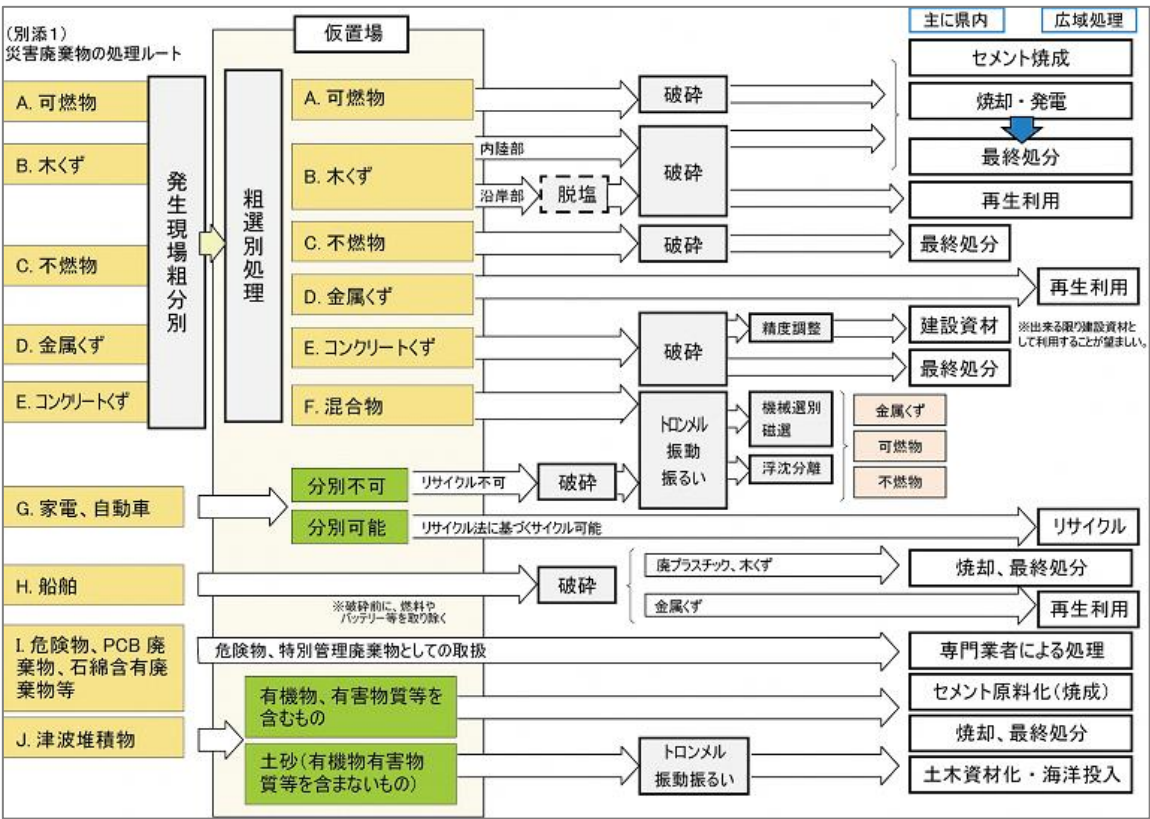 (別添1)
災害廃棄物の処理ルート
仮置場
主に県内
広域処理
A. 可燃物
B. 木くず
C. 不燃物
D. 金属くず
E. コンクリートくず
発生現場粗分別
粗選別処理
A. 可燃物
破砕
セメント焼成
焼却・発電
最終処分
B. 木くず
内陸部
沿岸部
脱塩
破砕
再生利用
C. 不燃物
破砕
最終処分
D. 金属くず
再生利用
E. コンクリートくず
破砕
精度調整
建設資材
※出来る限り建設資材と
して利用することが望ましい。
最終処分
F. 混合物
トロンメル
振動
振るい
機械選別
磁選
浮沈分離
金属くず
可燃物
不燃物
G. 家電、自動車
分別不可
リサイクル不可
破砕
分別可能
リサイクル法に基づくサイクル可能
リサイクル
H. 船舶
※破砕前に、燃料や
バッテリー等を取り除く
破砕
廃プラスチック、木くず
焼却、最終処分
金属くず
再生利用
I. 危険物、PCB 廃
棄物、石綿含有廃
棄物等
危険物、特別管理廃棄物としての取扱
専門業者による処理
J. 津波堆積物
有機物、有害物質等を
含むもの
セメント原料化(焼成)
焼却、最終処分
土砂(有機物有害物
質等を含まないもの)
トロンメル
振動振るい
土木資材化・海洋投入